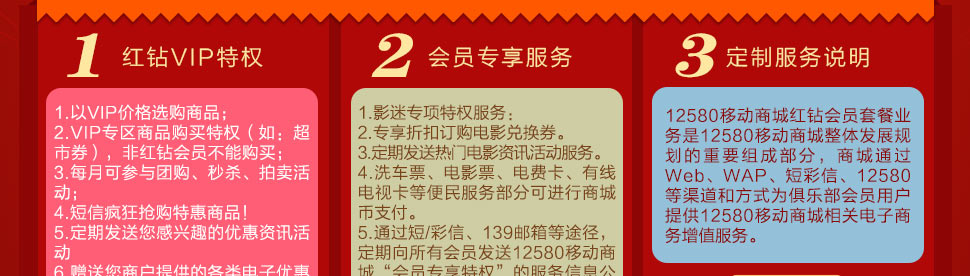 1 红钻VIP特权
1.以VIP价格选购商品；
2.VIP专区商品购买特权（如：超
市券），非红钻会员不能购买；
3.每月可参与团购、秒杀、拍卖活
动；
4.短信疯狂抢购特惠商品！
5.定期发送您感兴趣的优惠资讯活
动
6.赠送您商户提供的各类电子优惠
2 会员专享服务
1.影迷专项特权服务；
2.专享折扣订购电影兑换券。
3.定期发送热门电影资讯活动服务。
4.洗车票、电影票、电费卡、有线
电视卡等便民服务部分可进行商城
币支付。
5.通过短/彩信、139邮箱等途径，
定期向所有会员发送12580移动商
城“会员专享特权”的服务信息公
3 定制服务说明
12580移动商城红钻会员套餐业
务是12580移动商城整体发展规
划的重要组成部分，商城通过
Web、WAP、短彩信、12580
等渠道和方式为俱乐部会员用户
提供12580移动商城相关电子商
务增值服务。